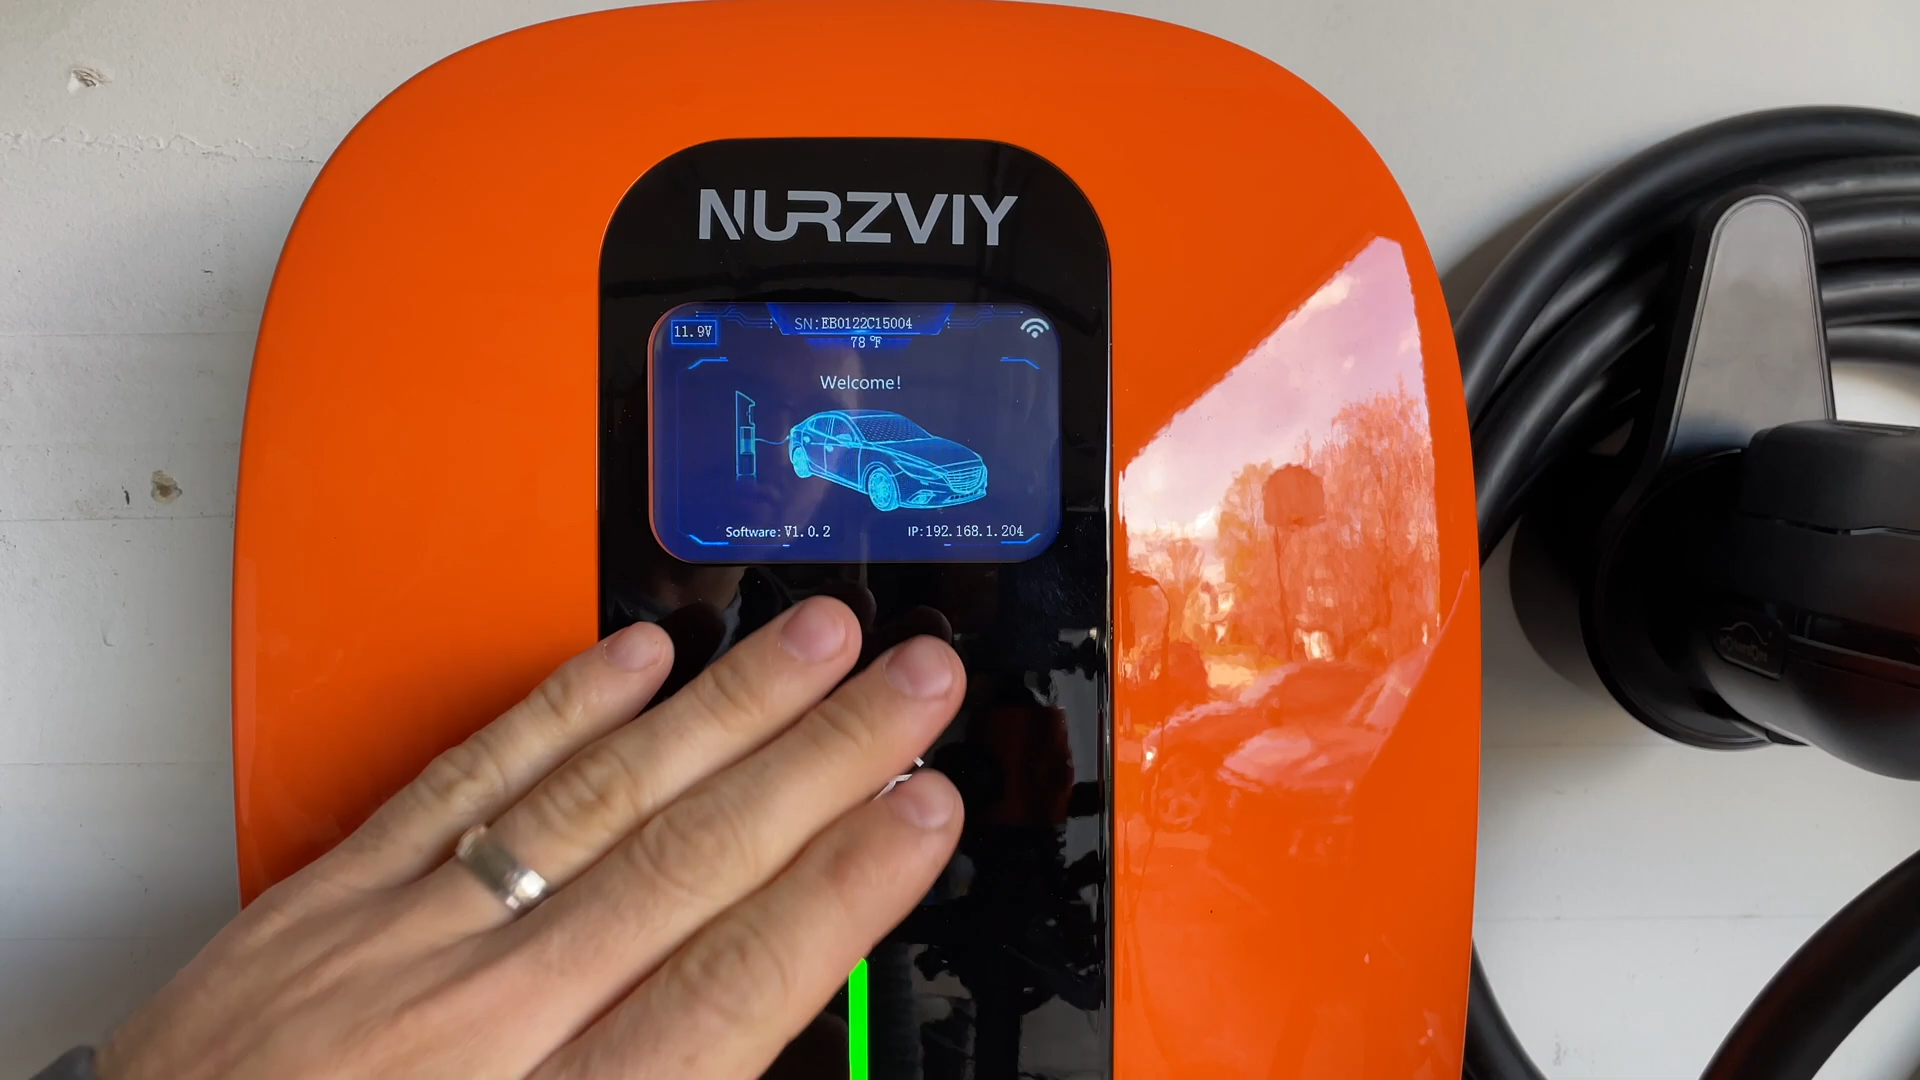 NURZVIY
11.9V
SN:EB0122C15004
78 ℉
Welcome!
Software: V1.0.2
IP:192.168.1.204